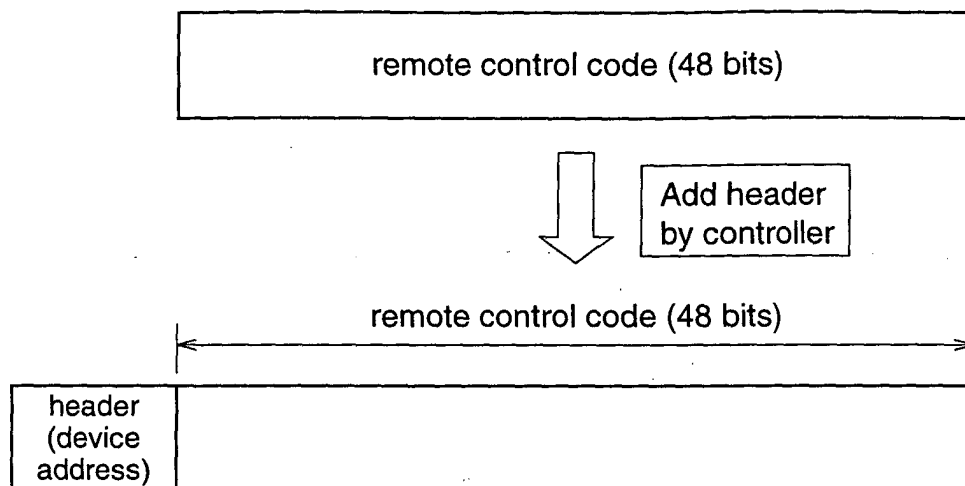 remote control code (48 bits)
Add header
by controller
remote control code (48 bits)
header
(device
address)